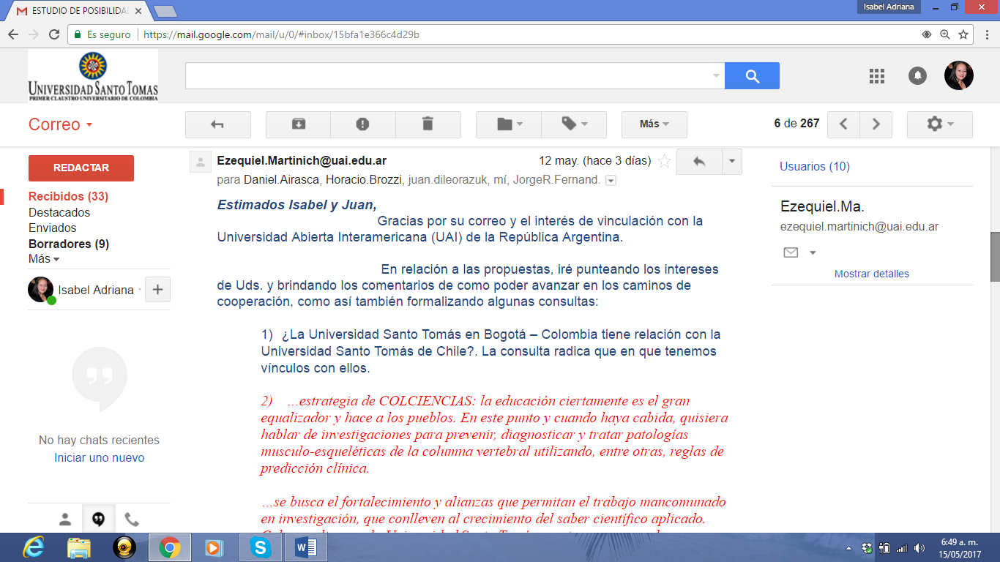 ESTUDIO DE POSIBILIDA
Isabel Adriana
Es seguro https://mail.google.com/mail/u/0/#inbox/15bfa1e366c4d29b
UNIVERSIDAD SANTO TOMAS
PRIMER CLAUSTRO UNIVERSITARIO DE COLOMBIA
Correo
Más
6 de 267
REDACTAR
Recibidos (33)
Destacados
Enviados
Borradores (9)
Más
Isabel Adriana
No hay chats recientes
Iniciar uno nuevo
Ezequiel.Martinich@uai.edu.ar 12 may. (hace 3 días)
para Daniel.Airasca, Horacio.Brozzi, juan.dileorazuk, mí, JorgeR.Fernand.
Estimados Isabel y Juan,
Gracias por su correo y el interés de vinculación con la
Universidad Abierta Interamericana (UAI) de la República Argentina.
En relación a las propuestas, iré punteando los intereses
de Uds. y brindando los comentarios de como poder avanzar en los caminos de
cooperación, como así también formalizando algunas consultas:
1) ¿La Universidad Santo Tomás en Bogotá – Colombia tiene relación con la
Universidad Santo Tomás de Chile?. La consulta radica que en que tenemos
vínculos con ellos.
2) …estrategia de COLCIENCIAS: la educación ciertamente es el gran
equalizador y hace a los pueblos. En este punto y cuando haya cabida, quisiera
hablar de investigaciones para prevenir, diagnosticar y tratar patologías
musculo-esqueléticas de la columna vertebral utilizando, entre otras, reglas de
predicción clínica.
…se busca el fortalecimiento y alianzas que permitan el trabajo mancomunado
en investigación, que conlleven al crecimiento del saber científico aplicado.
Usuarios (10)
Ezequiel.Ma.
ezequiel.martinich@uai.edu.ar
Mostrar detalles
6:49 a. m.
15/05/2017